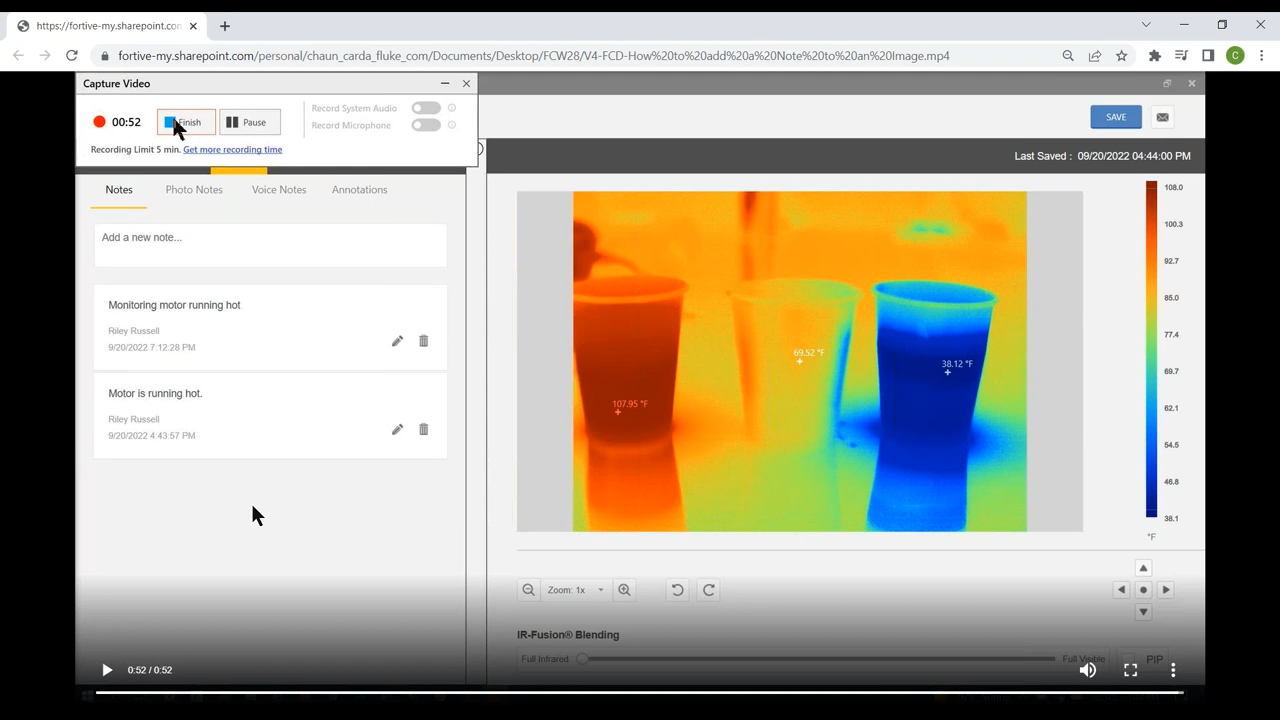 https://fortive-my.sharepoint.com
https://fortive-my.sharepoint.com/personal/chaun_carda_fluke_com/Documents/Desktop/FCW28/V4-FCD-How%20to%20add%20a%20Note%20to%20an%20Image.mp4
C
Capture Video
00:52
Finish
Pause
Record System Audio
Record Microphone
Recording Limit 5 min. Get more recording time
SAVE
Last Saved : 09/20/2022 04:44:00 PM
Notes
Photo Notes
Voice Notes
Annotations
Add a new note...
Monitoring motor running hot
Riley Russell
9/20/2022 7:12:28 PM
Motor is running hot.
Riley Russell
9/20/2022 4:43:57 PM
107.95 °F
69.52 °F
38.12 °F
108.0
100.3
92.7
85.0
77.4
69.7
62.1
54.5
46.8
38.1
°F
Zoom: 1x
IR-Fusion® Blending
Full Infrared
Full Visible
PIP
0:52 / 0:52